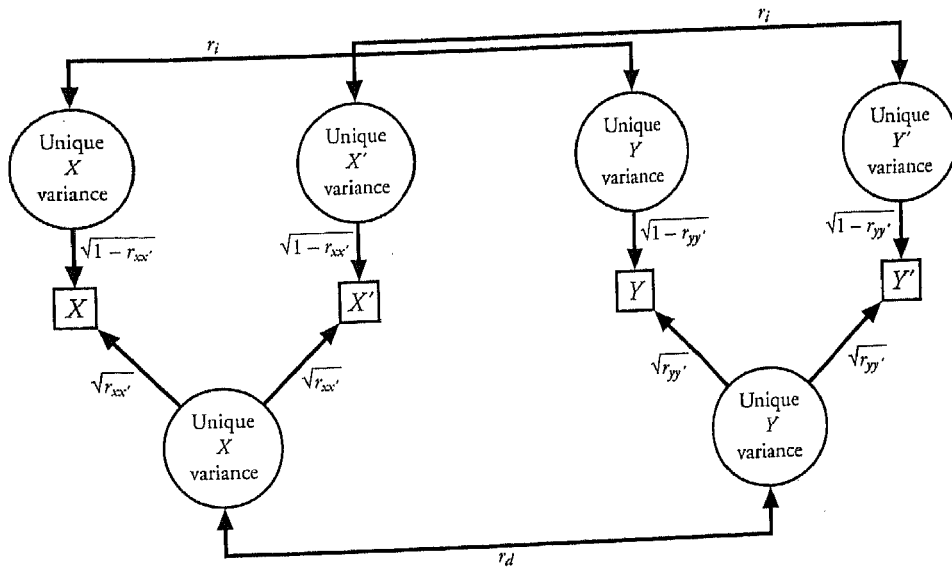 r_i
r_i
Unique
X
variance
Unique
X′
variance
Unique
Y
variance
Unique
Y′
variance
√1 − r_xx′
√1 − r_xx′
√1 − r_yy′
√1 − r_yy′
X
X′
Y
Y′
√r_xx′
√r_xx′
√r_yy′
√r_yy′
Unique
X
variance
Unique
Y
variance
r_d